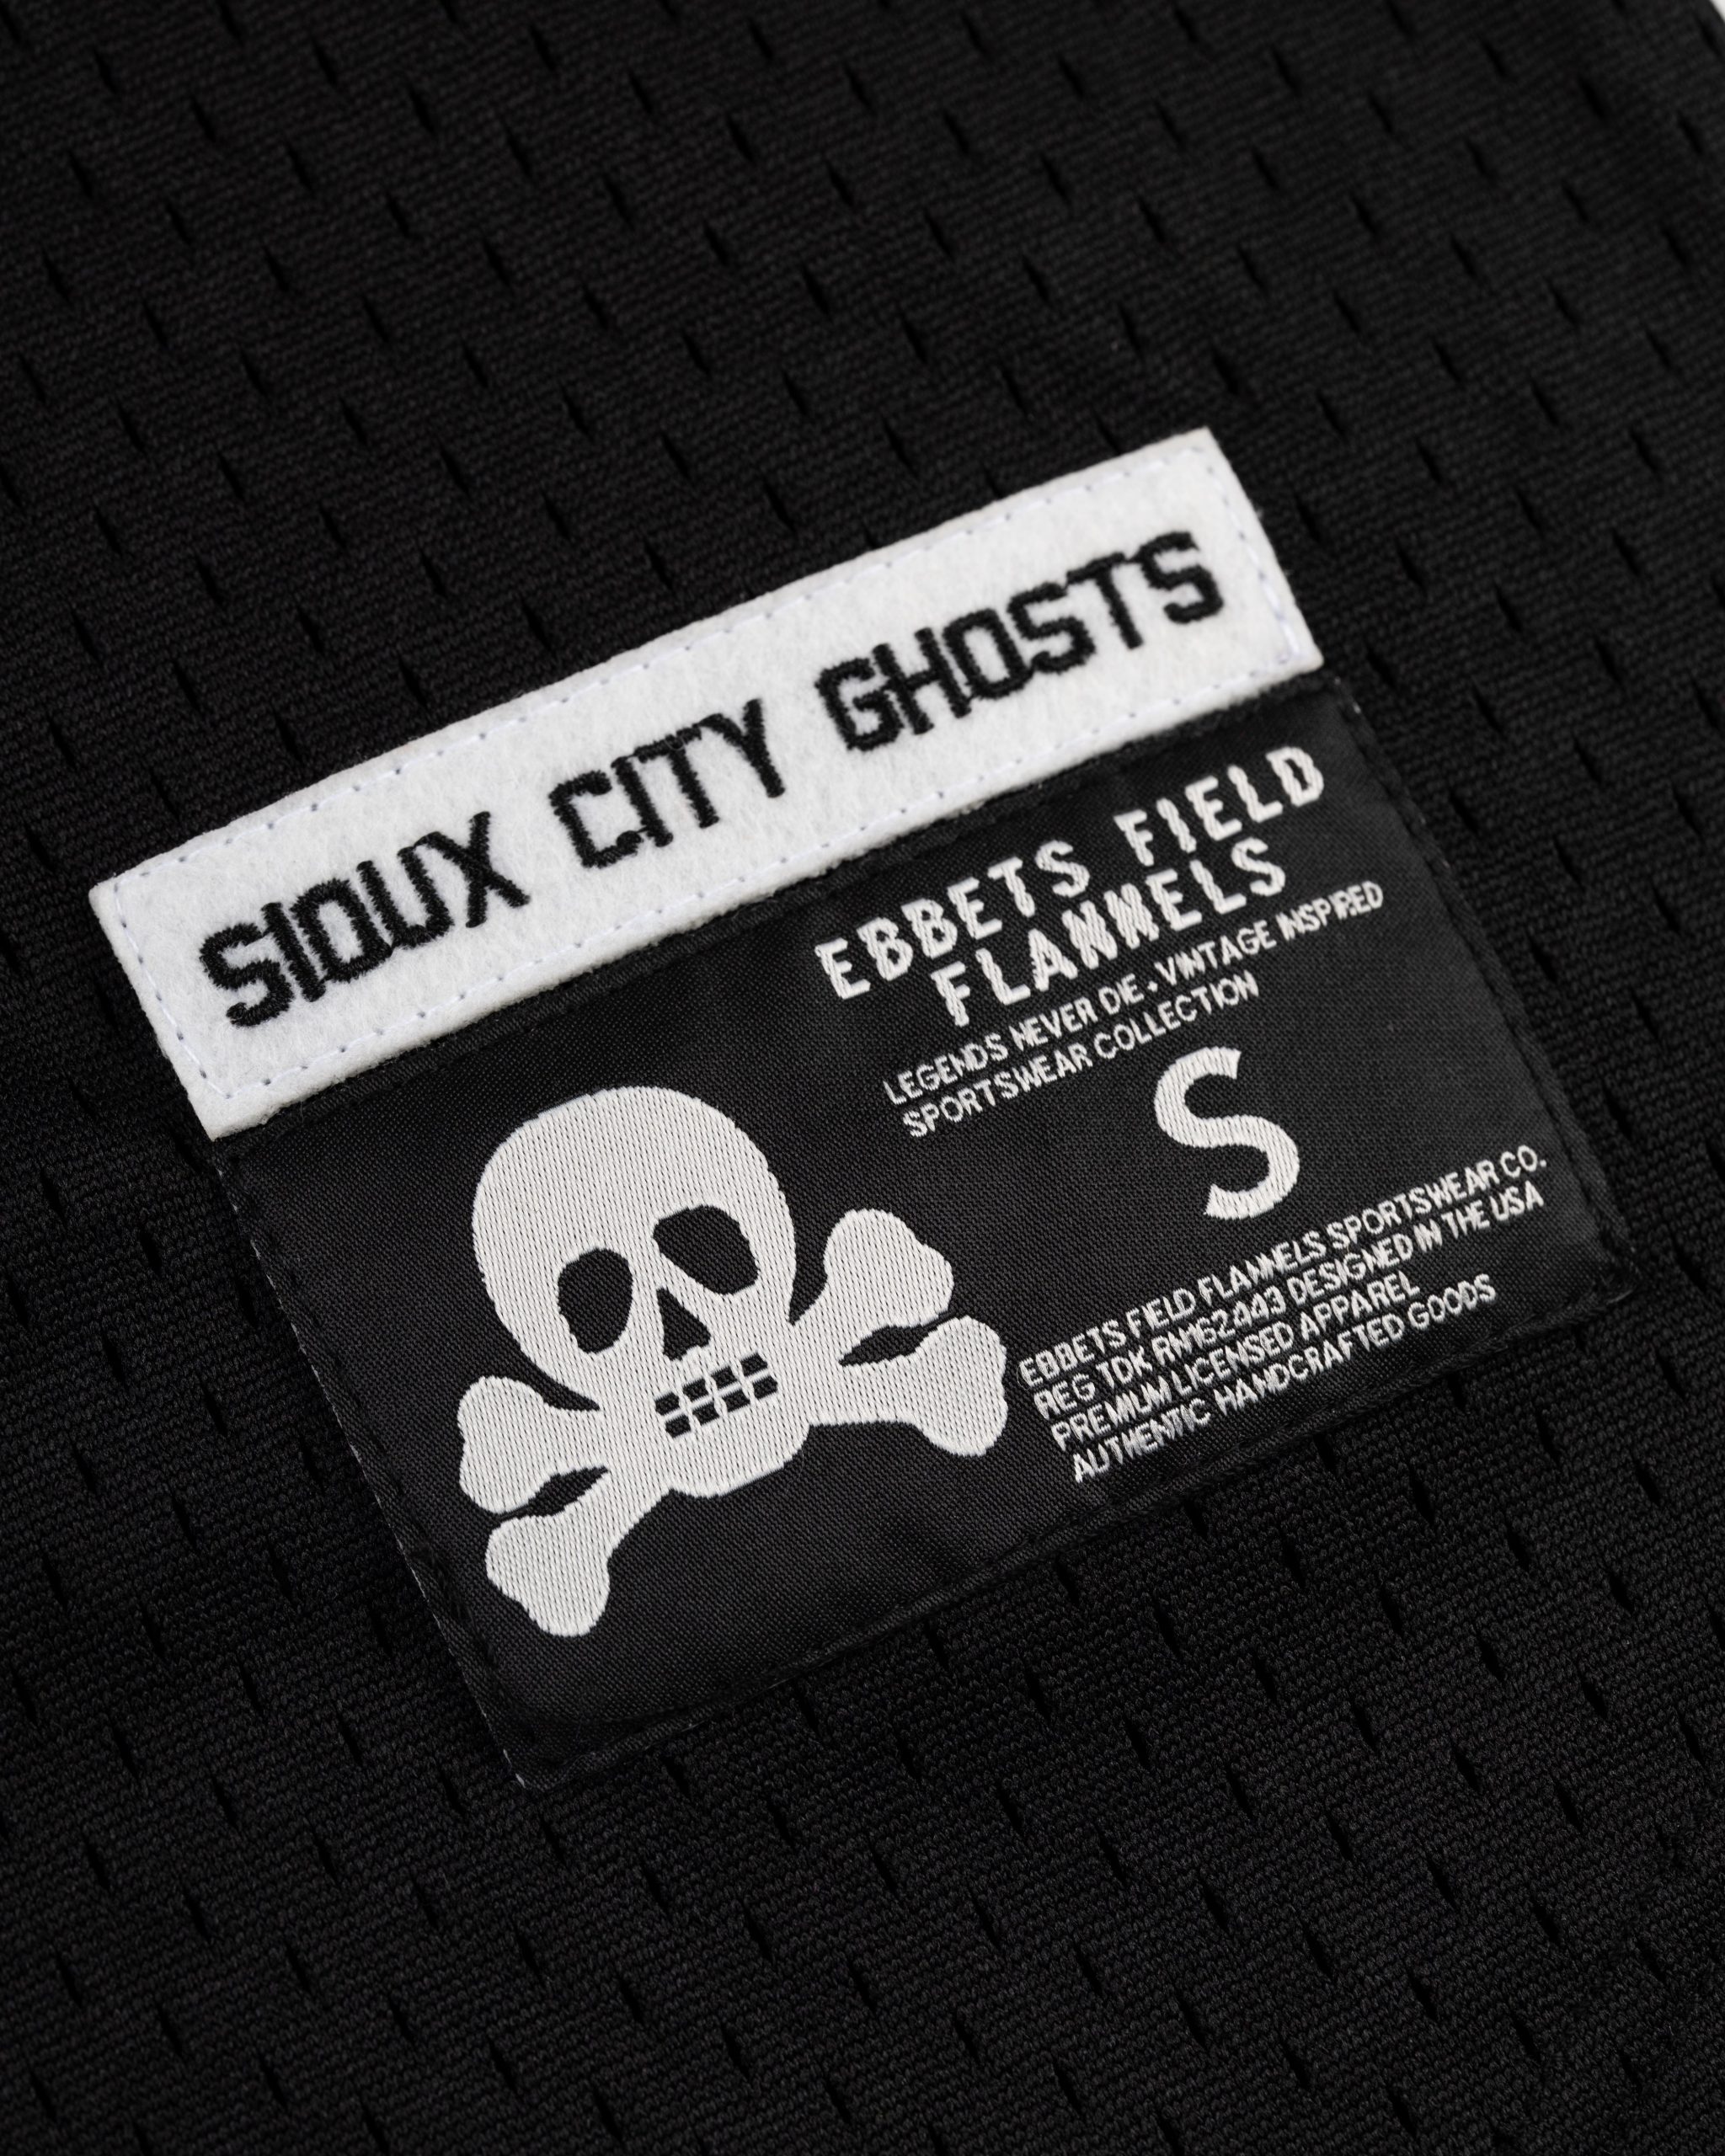 SIOUX CITY GHOSTS
EBBETS FIELD
FLANNELS
LEGENDS NEVER DIE . VINTAGE INSPIRED
SPORTSWEAR COLLECTION
S
EBBETS FIELD FLANNELS SPORTSWEAR CO.
REG TDK RN162443 DESIGNED IN THE USA
PREMIUM LICENSED APPAREL
AUTHENTIC HANDCRAFTED GOODS